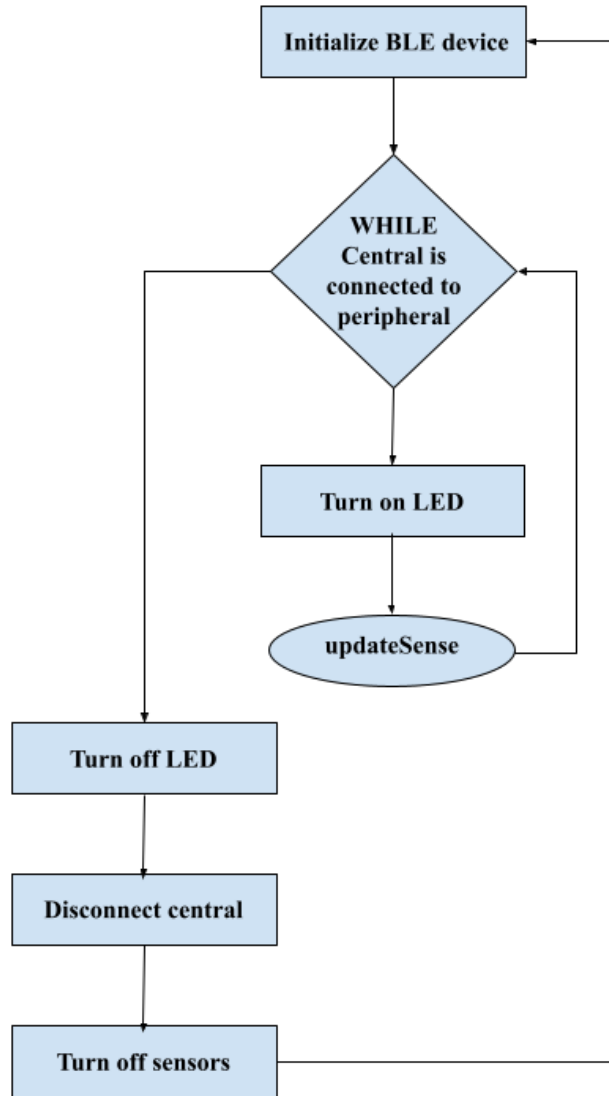 Initialize BLE device
WHILE
Central is
connected to
peripheral
Turn on LED
updateSense
Turn off LED
Disconnect central
Turn off sensors